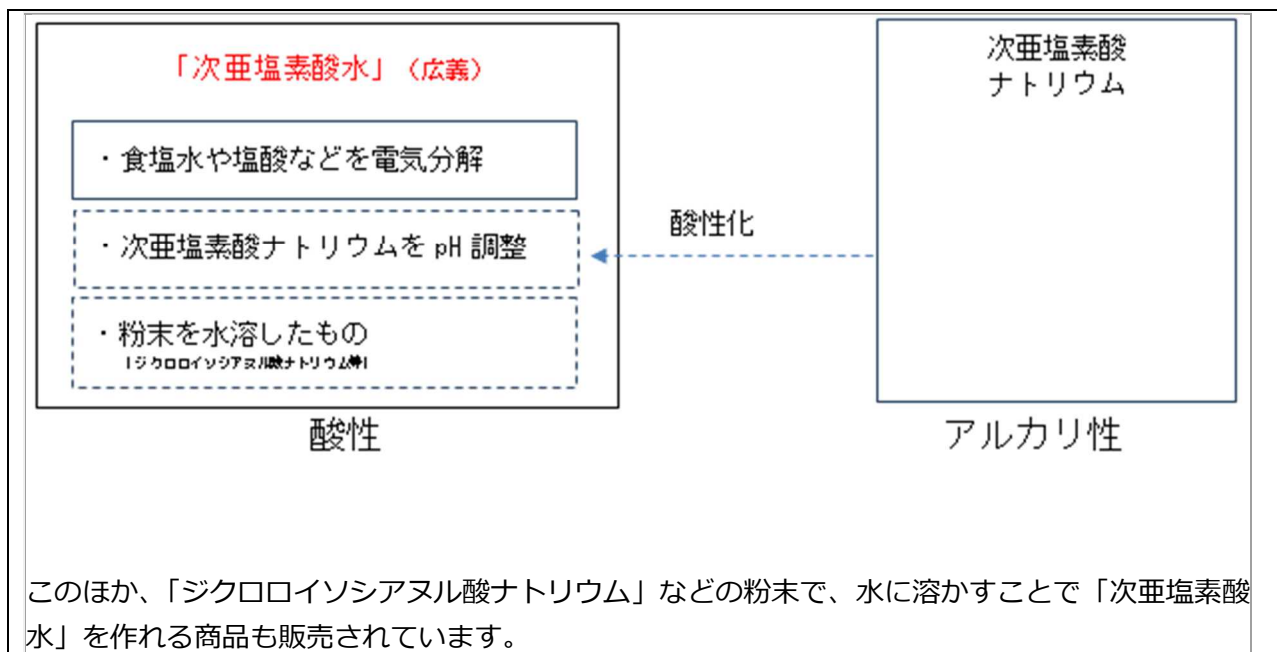 「次亜塩素酸水」（広義）
・食塩水や塩酸などを電気分解
・次亜塩素酸ナトリウムを pH 調整
・粉末を水溶したもの
「ジクロロイソシアヌル酸ナトリウム等」
酸性
酸性化
次亜塩素酸
ナトリウム
アルカリ性
このほか、「ジクロロイソシアヌル酸ナトリウム」などの粉末で、水に溶かすことで「次亜塩素酸
水」を作れる商品も販売されています。